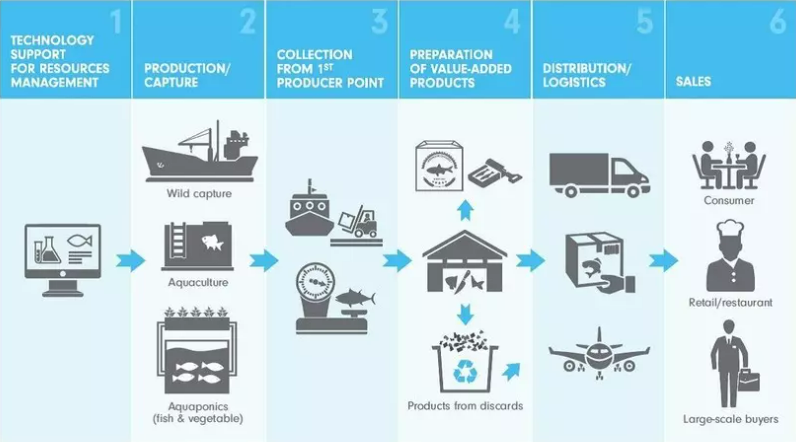 1
TECHNOLOGY
SUPPORT
FOR RESOURCES
MANAGEMENT
2
PRODUCTION/
CAPTURE
Wild capture
Aquaculture
Aquaponics
(fish & vegetable)
3
COLLECTION
FROM 1ST
PRODUCER POINT
4
PREPARATION
OF VALUE-ADDED
PRODUCTS
Products from discards
5
DISTRIBUTION/
LOGISTICS
6
SALES
Consumer
Retail/restaurant
Large-scale buyers